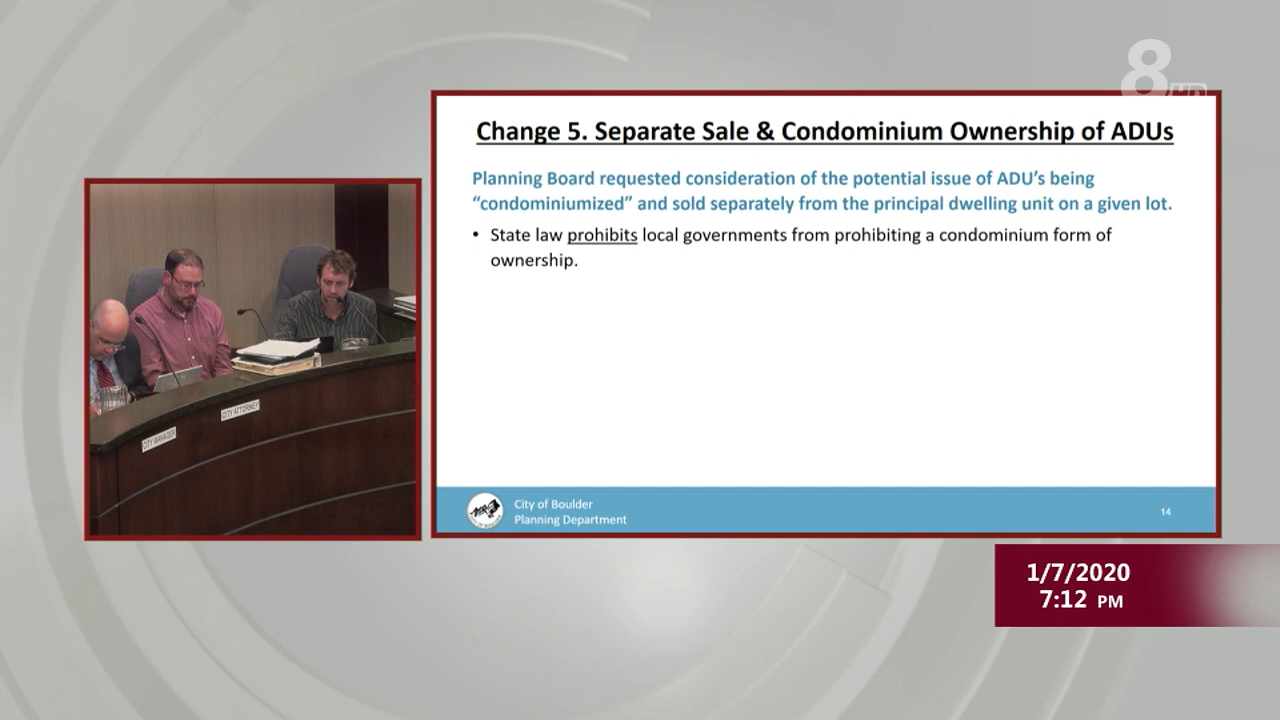 8
HD
Change 5. Separate Sale & Condominium Ownership of ADUs
Planning Board requested consideration of the potential issue of ADU's being
“condominiumized” and sold separately from the principal dwelling unit on a given lot.
• State law prohibits local governments from prohibiting a condominium form of
ownership.
CITY MANAGER
CITY ATTORNEY
City of Boulder
Planning Department
14
1/7/2020
7:12 PM